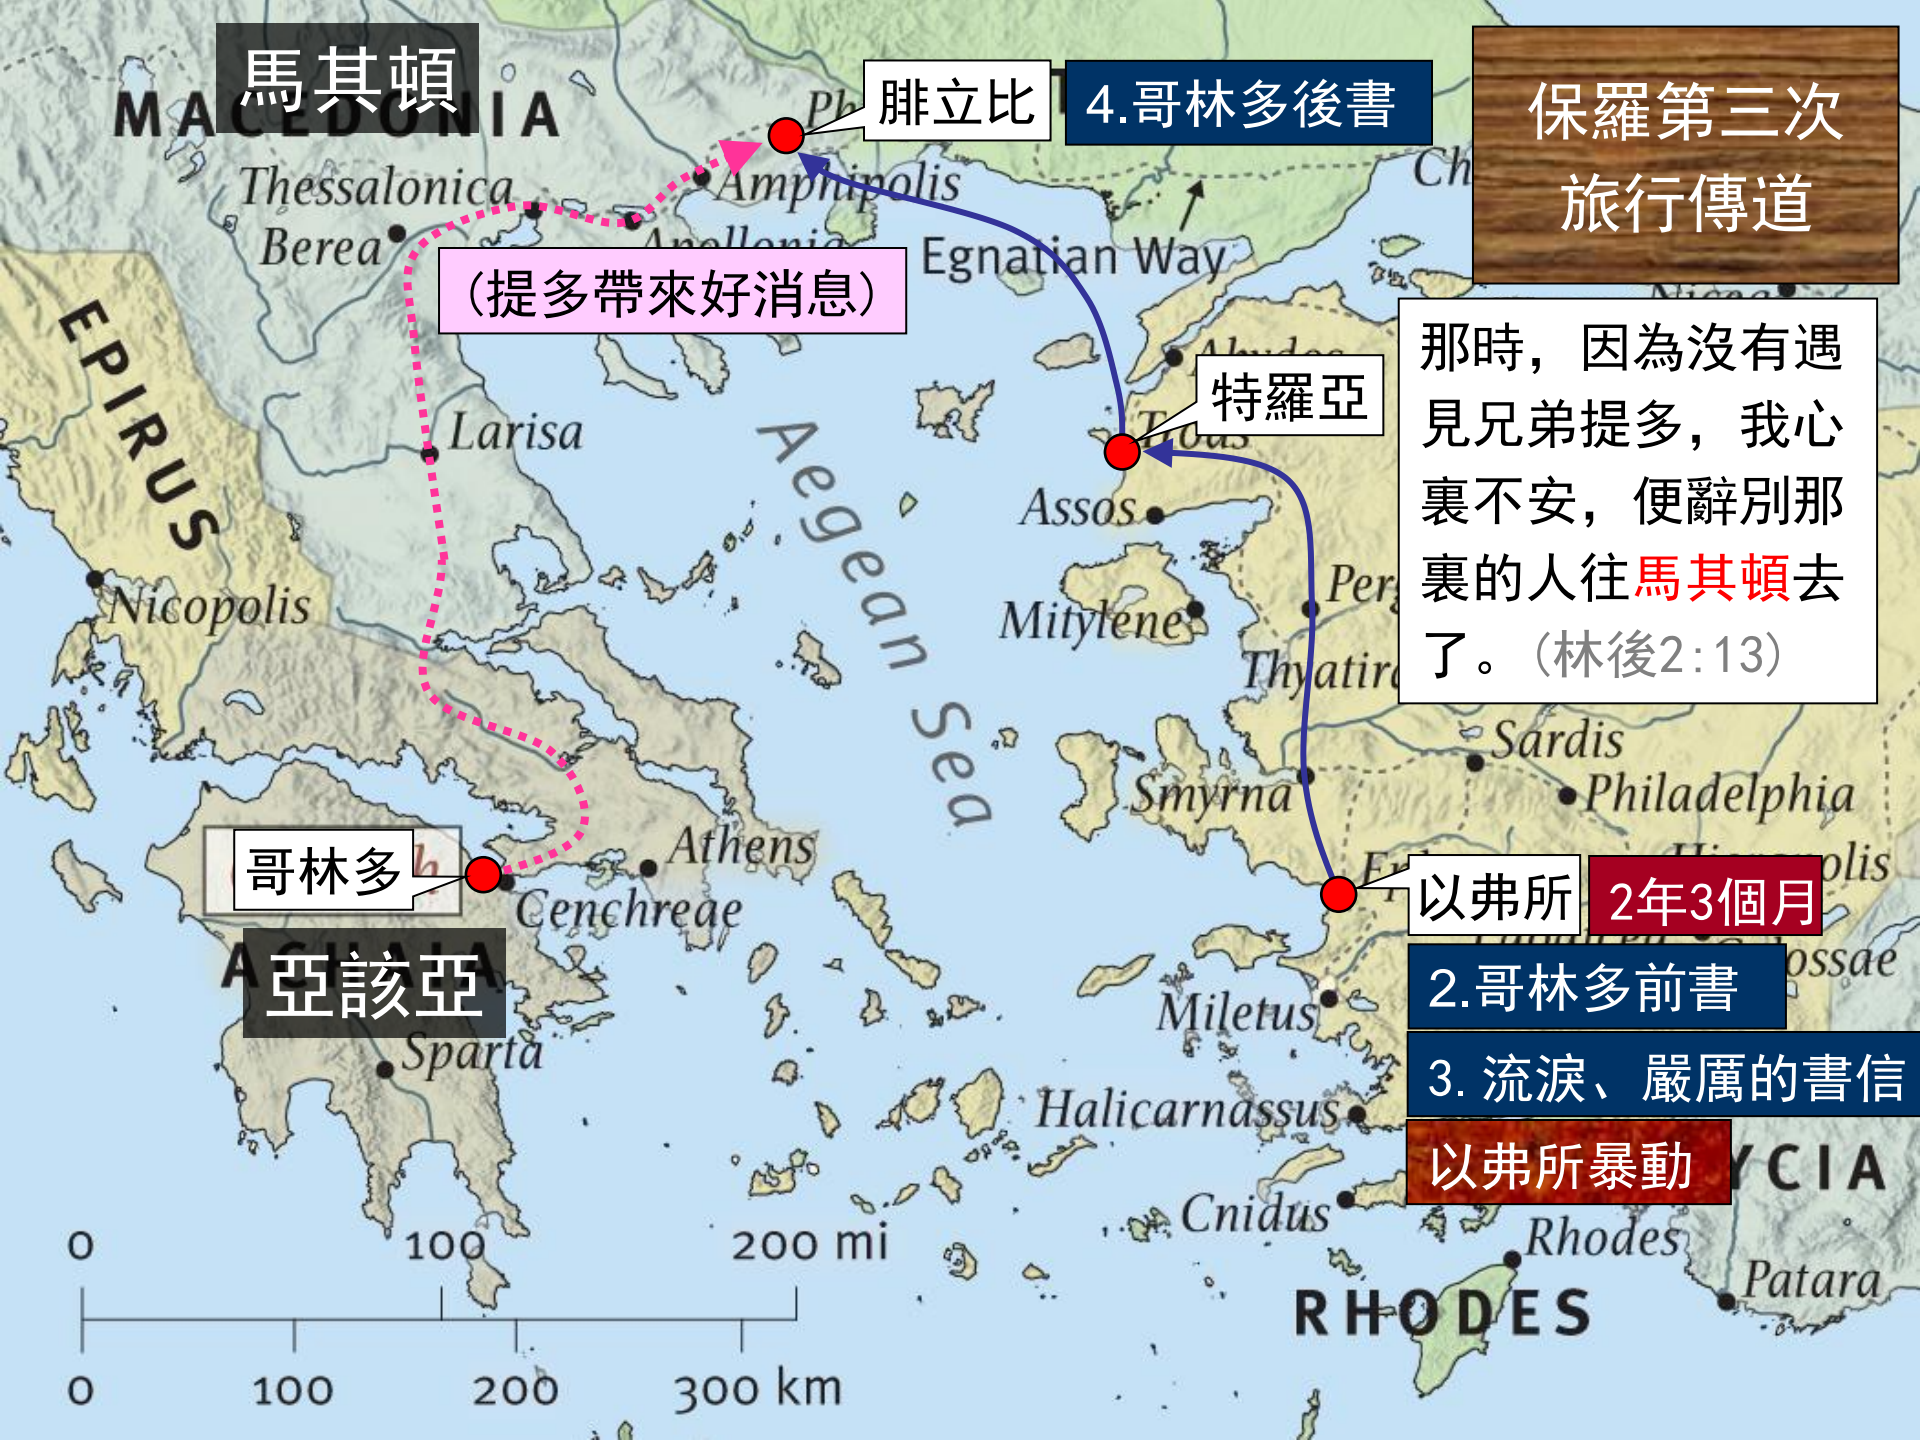 馬其頓
MACEDONIA
腓立比
4.哥林多後書
保羅第三次
旅行傳道
Thessalonica
Amphipolis
Berea
Egnatian Way
(提多帶來好消息)
EPIRUS
那時，因為沒有遇
見兄弟提多，我心
裏不安，便辭別那
裏的人往馬其頓去
了。(林後2:13)
特羅亞
Troas
Larisa
Aegean Sea
Assos
Nicopolis
Mitylene
Sardis
Smyrna
Philadelphia
哥林多
Athens
Cenchreae
以弗所
2年3個月
亞該亞
2.哥林多前書
3.流淚、嚴厲的書信
以弗所暴動
Miletus
Sparta
Halicarnassus
Cnidus
Rhodes
RHODES
Patara
0 100 200 mi
0 100 200 300 km